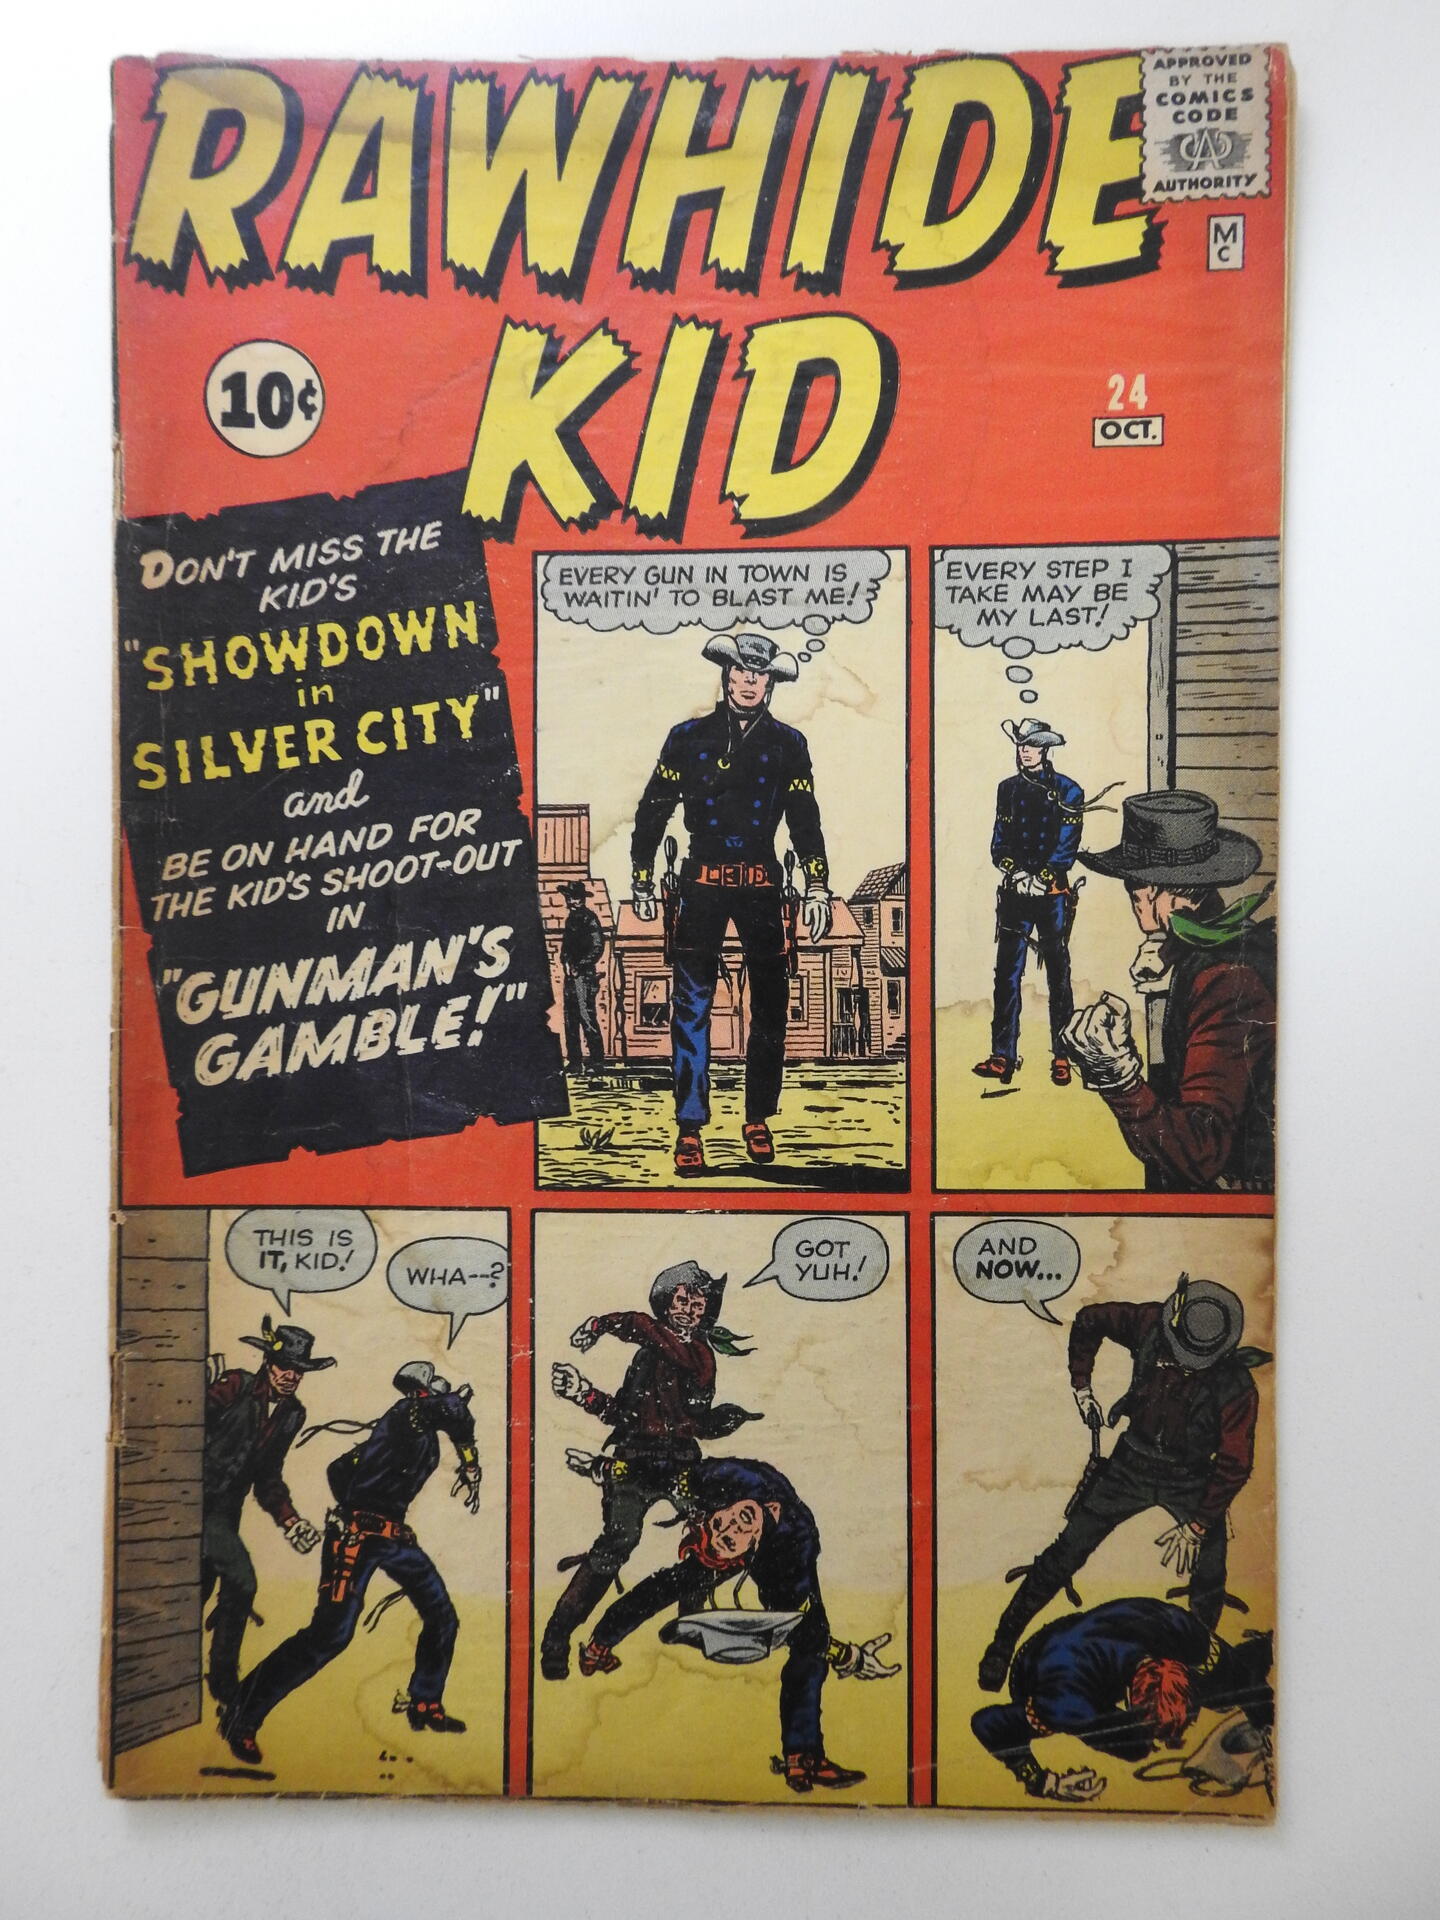 RAWHIDE
KID
APPROVED
BY THE
COMICS
CODE
CA
AUTHORITY
M
C
10¢
24
OCT.
DON'T MISS THE
KID'S
"SHOWDOWN
in
SILVER CITY"
and
BE ON HAND FOR
THE KID'S SHOOT-OUT
IN
"GUNMAN'S
GAMBLE!"
EVERY GUN IN TOWN IS
WAITIN' TO BLAST ME!
EVERY STEP I
TAKE MAY BE
MY LAST!
THIS IS
IT, KID!
WHA--?
GOT
YUH!
AND
NOW...